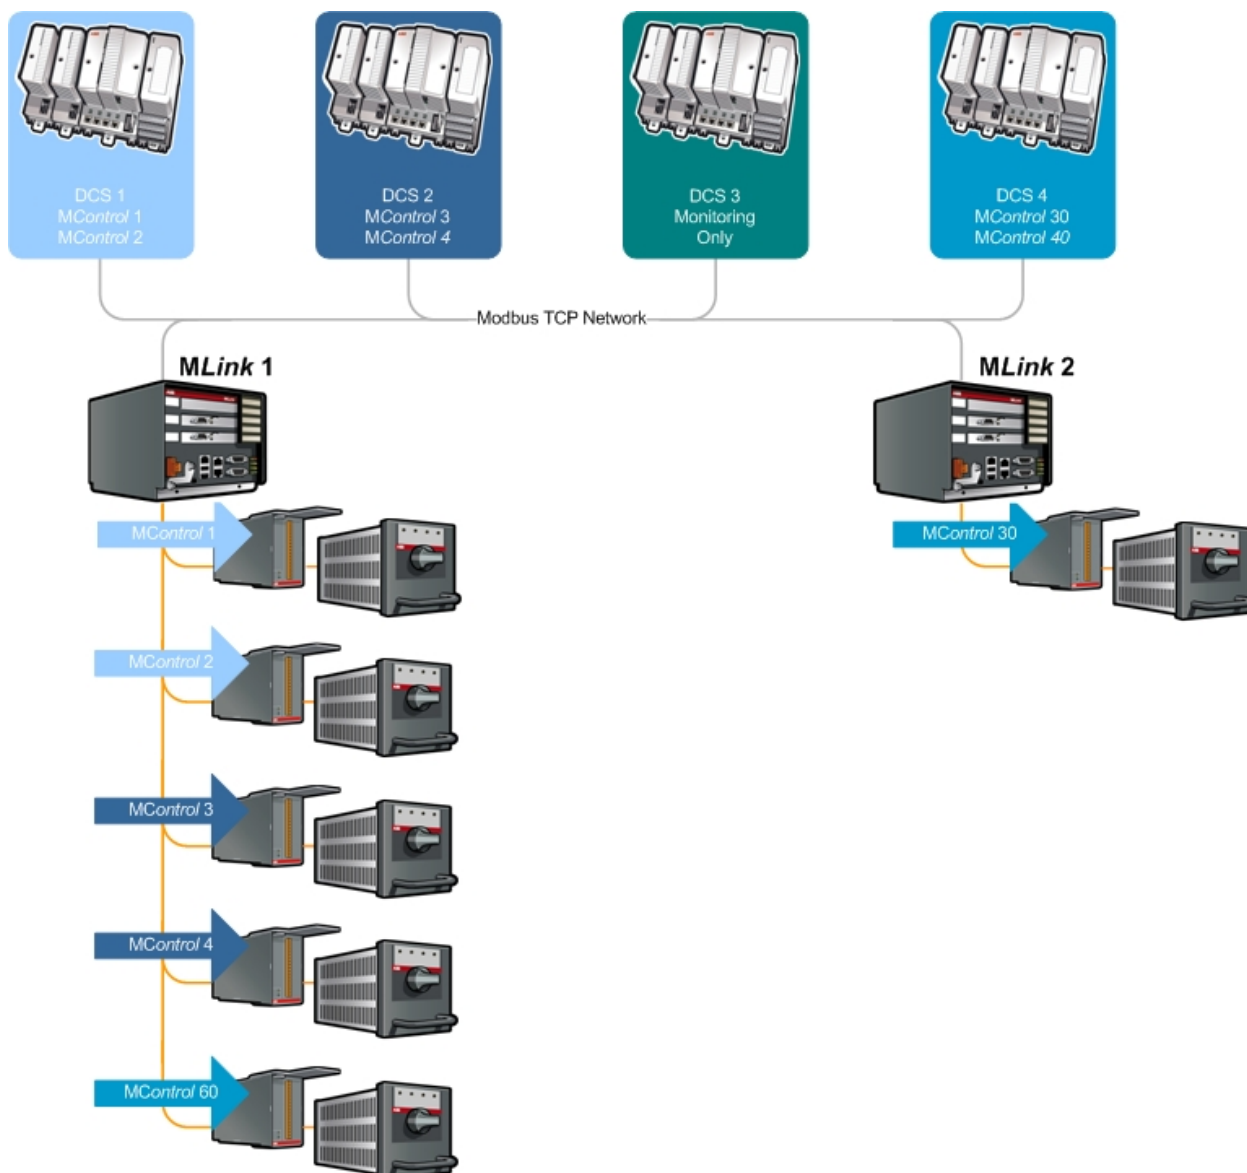 DCS 1
MControl 1
MControl 2
DCS 2
MControl 3
MControl 4
DCS 3
Monitoring
Only
DCS 4
MControl 30
MControl 40
Modbus TCP Network
MLink 1
MLink 2
MControl 1
MControl 30
MControl 2
MControl 3
MControl 4
MControl 60